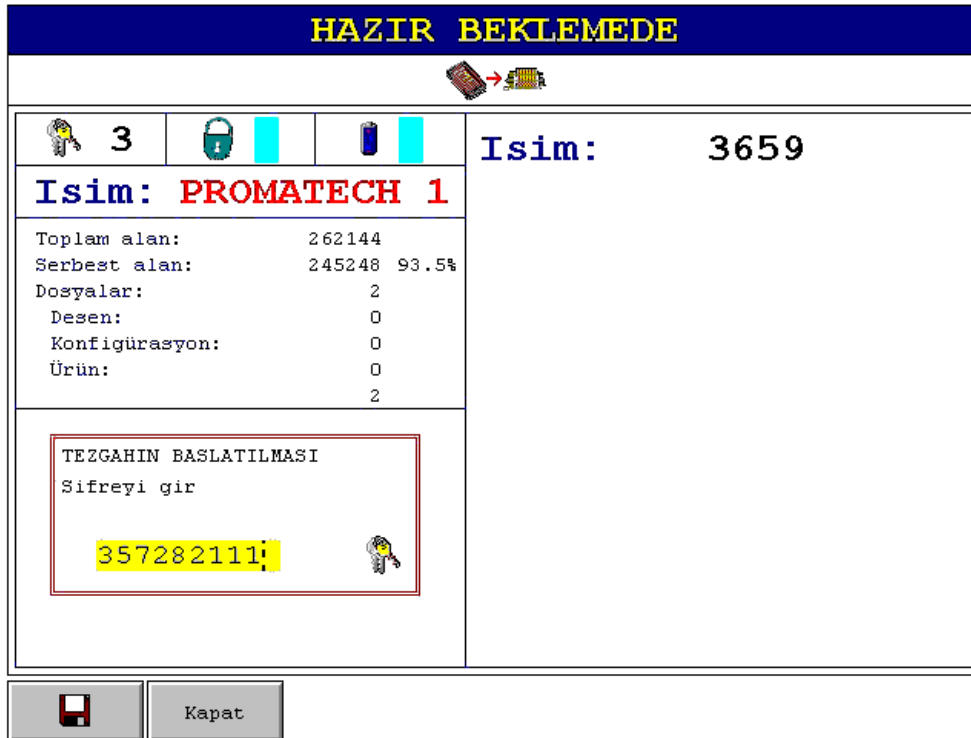 HAZIR BEKLEMEDE
3
Isim: PROMATECH 1
Toplam alan: 262144
Serbest alan: 245248 93.5%
Dosyalar: 2
Desen: 0
Konfigürasyon: 0
Ürün: 0
2
TEZGAHIN BASLATILMASI
Sifreyi gir
357282111
Isim: 3659
Kapat